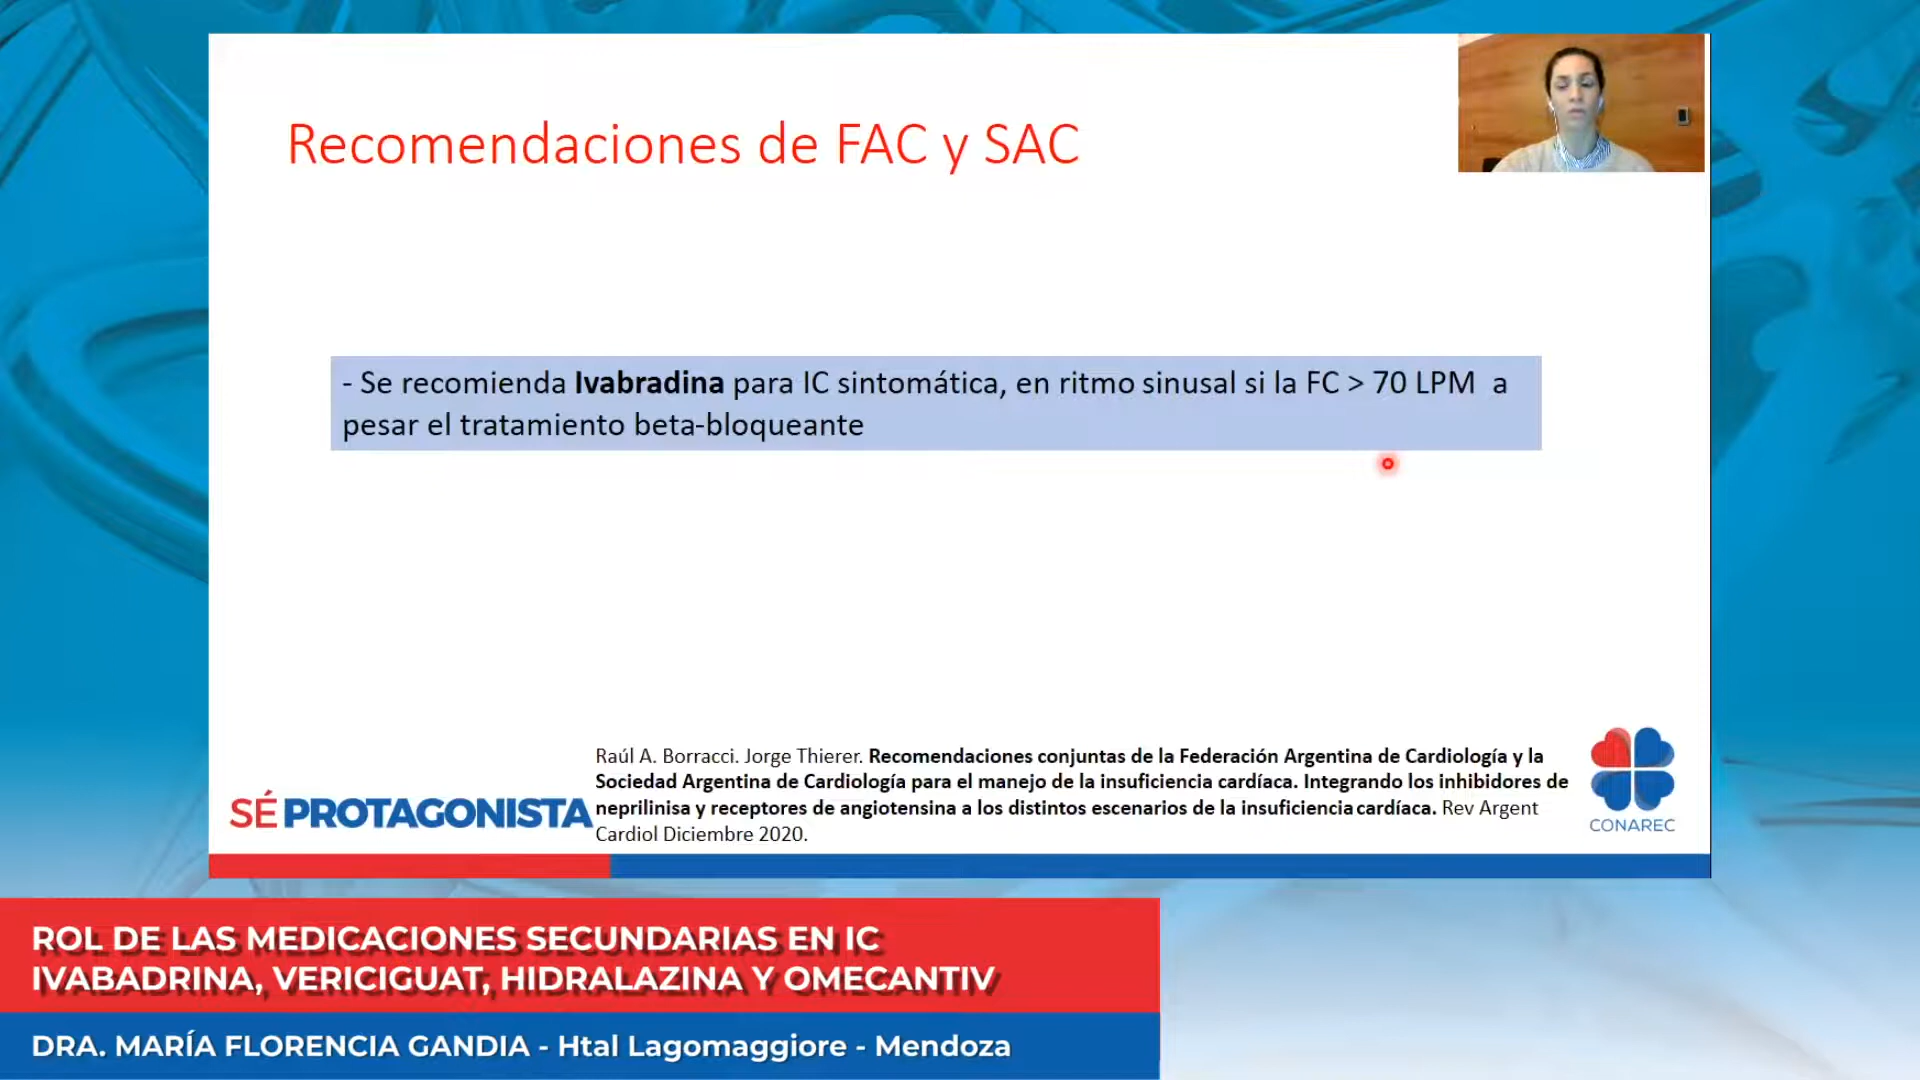 Recomendaciones de FAC y SAC
- Se recomienda Ivabradina para IC sintomática, en ritmo sinusal si la FC > 70 LPM a
pesar el tratamiento beta-bloqueante
Raúl A. Borracci. Jorge Thierer. Recomendaciones conjuntas de la Federación Argentina de Cardiología y la
Sociedad Argentina de Cardiología para el manejo de la insuficiencia cardíaca. Integrando los inhibidores de
neprilinisa y receptores de angiotensina a los distintos escenarios de la insuficiencia cardíaca. Rev Argent
Cardiol Diciembre 2020.
SÉ PROTAGONISTA
CONAREC
ROL DE LAS MEDICACIONES SECUNDARIAS EN IC
IVABADRINA, VERICIGUAT, HIDRALAZINA Y OMECANTIV
DRA. MARÍA FLORENCIA GANDIA - Htal Lagomaggiore - Mendoza